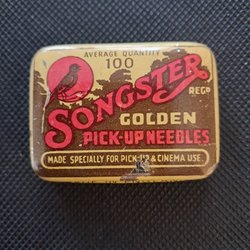 AVERAGE QUANTITY
100
SONGSTER
REGD
GOLDEN
PICK-UP NEEDLES
MADE SPECIALLY FOR PICK-UP & CINEMA USE